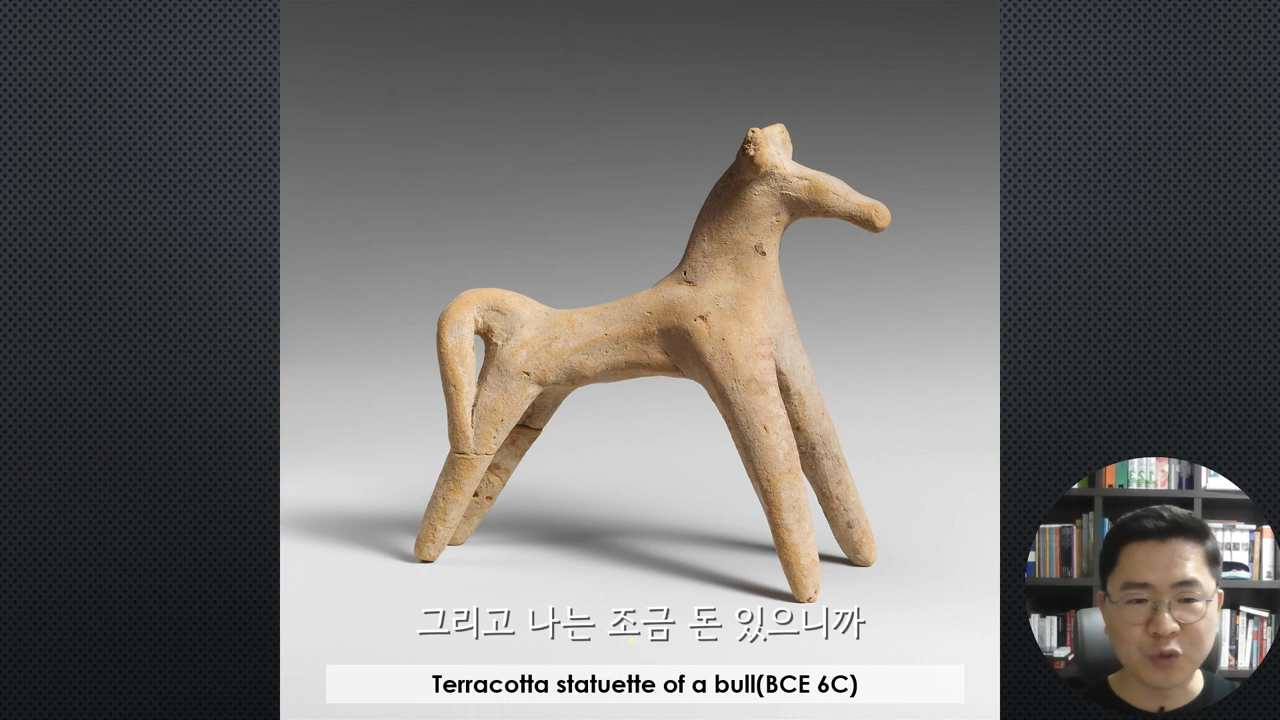 그리고 나는 조금 돈 있으니까
Terracotta statuette of a bull(BCE 6C)